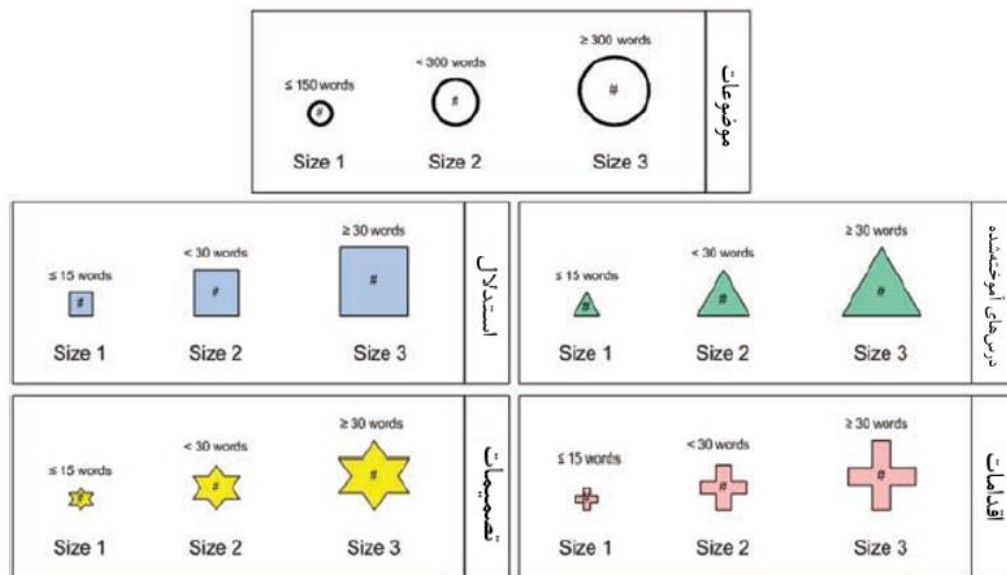 ≥ 300 words
< 300 words
≤ 150 words
#
#
#
Size 1
Size 2
Size 3
موضوعات
≥ 30 words
< 30 words
≤ 15 words
#
#
#
Size 1
Size 2
Size 3
استدلال
≥ 30 words
< 30 words
≤ 15 words
#
#
#
Size 1
Size 2
Size 3
درس‌های آموخته‌شده
≥ 30 words
< 30 words
≤ 15 words
#
#
#
Size 1
Size 2
Size 3
تصمیمات
≥ 30 words
< 30 words
≤ 15 words
#
#
#
Size 1
Size 2
Size 3
اقدامات